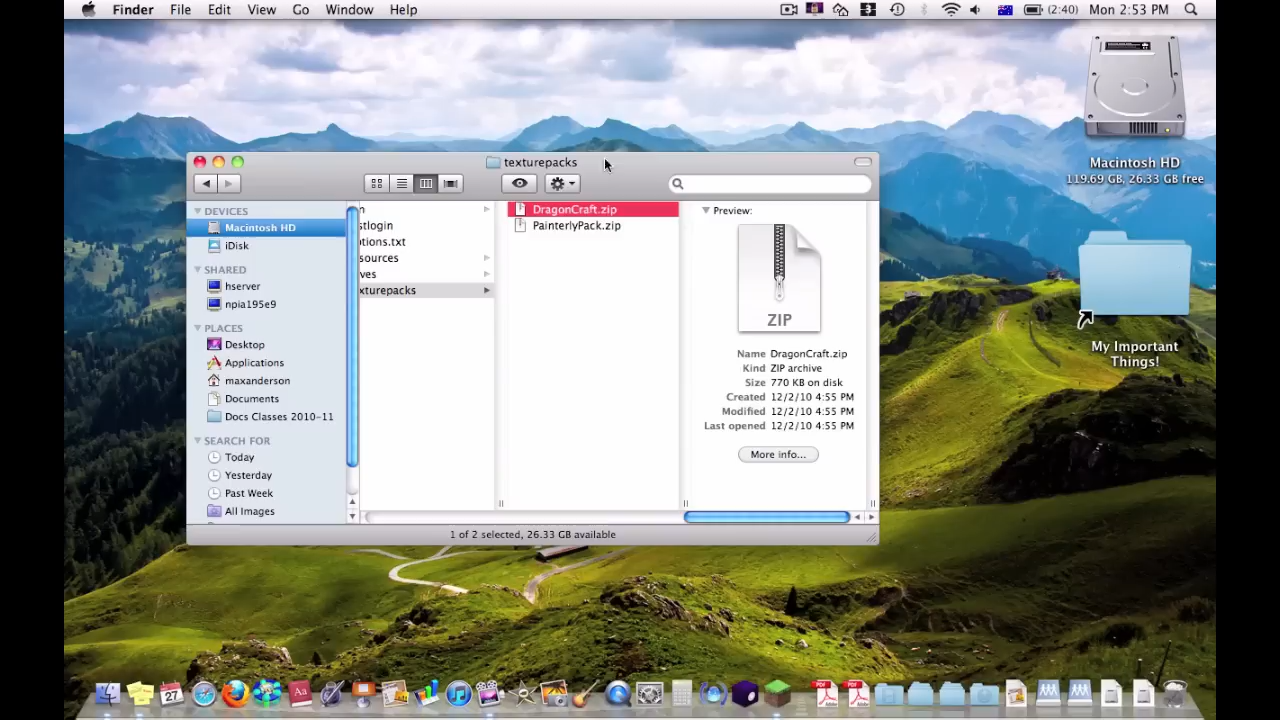 Finder File Edit View Go Window Help
(2:40) Mon 2:53 PM
Macintosh HD
119.69 GB, 26.33 GB free
My Important
Things!
texturepacks
DEVICES
Macintosh HD
iDisk
SHARED
hserver
npia195e9
PLACES
Desktop
Applications
maxanderson
Documents
Docs Classes 2010-11
SEARCH FOR
Today
Yesterday
Past Week
All Images
n
stlogin
tions.txt
sources
ves
xturepacks
DragonCraft.zip
PainterlyPack.zip
Preview:
ZIP
Name DragonCraft.zip
Kind ZIP archive
Size 770 KB on disk
Created 12/2/10 4:55 PM
Modified 12/2/10 4:55 PM
Last opened 12/2/10 4:55 PM
More info...
1 of 2 selected, 26.33 GB available
27
Aa
PDF
PDF